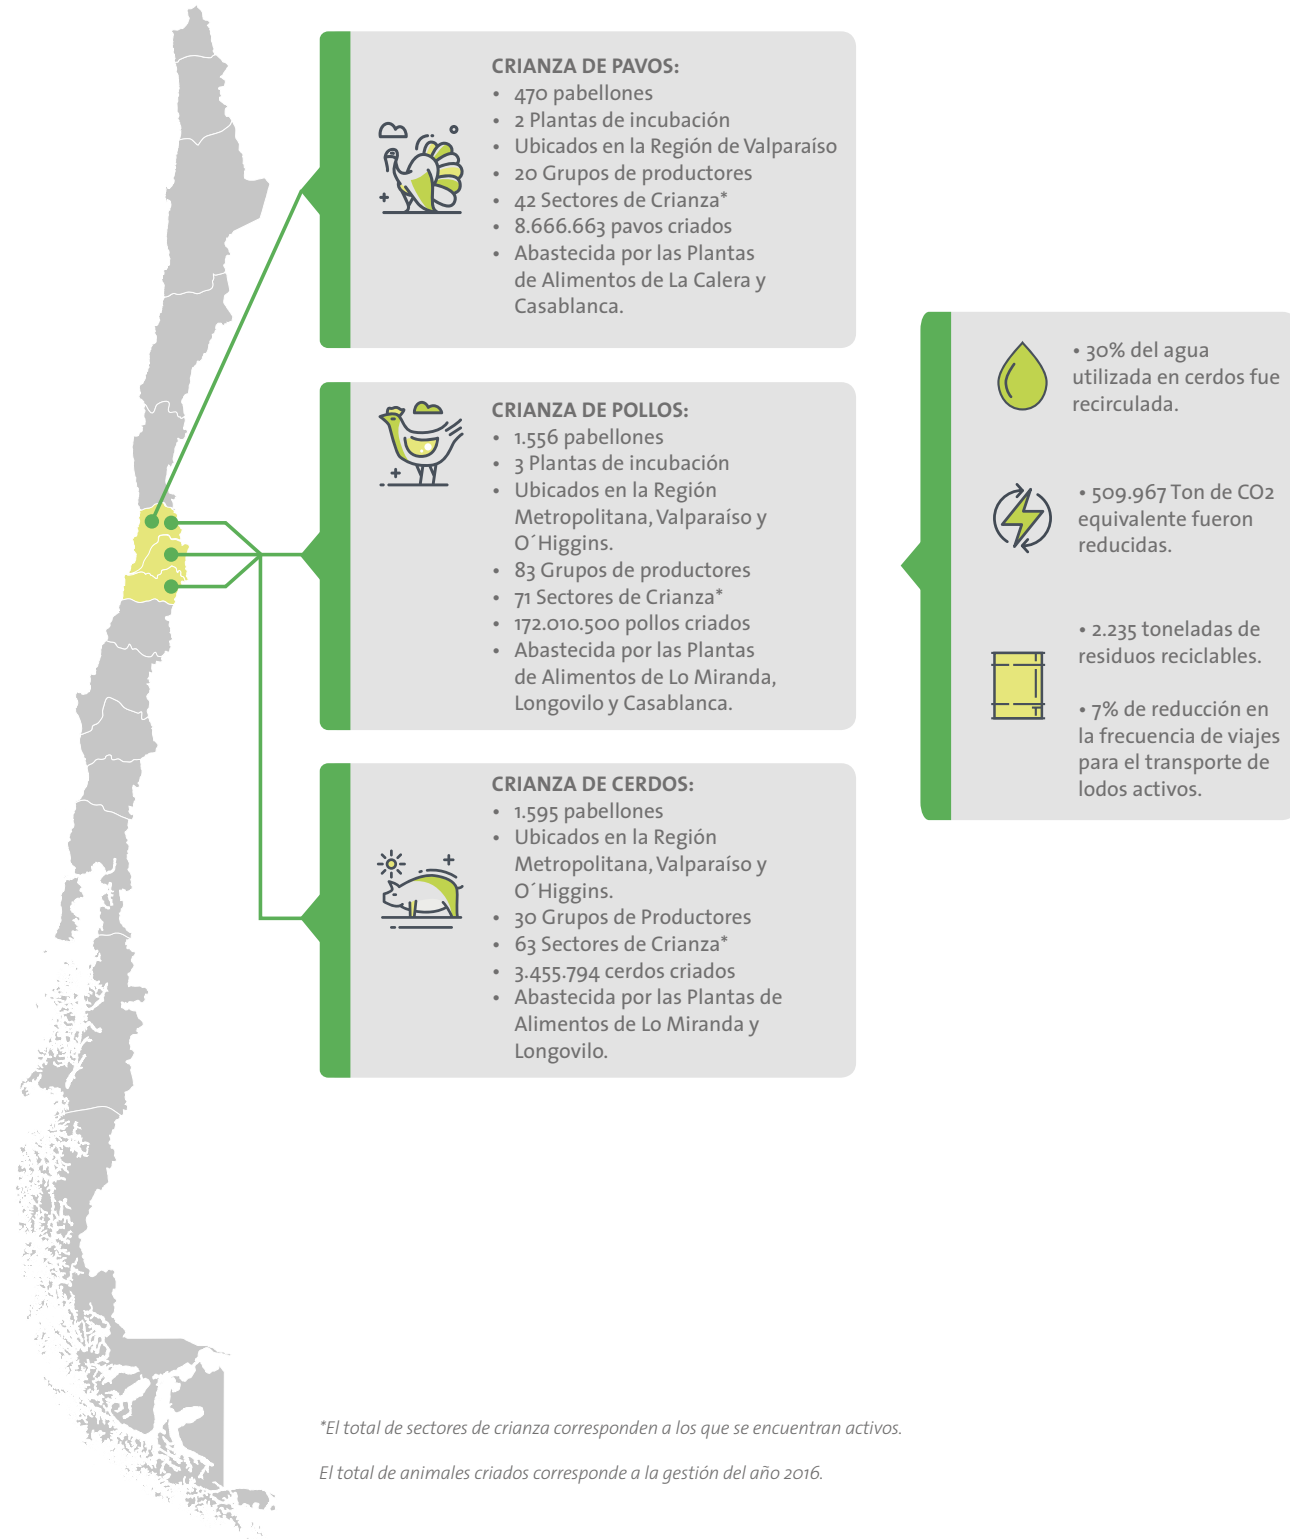 CRIANZA DE PAVOS:
• 470 pabellones
• 2 Plantas de incubación
• Ubicados en la Región de Valparaíso
• 20 Grupos de productores
• 42 Sectores de Crianza*
• 8.666.663 pavos criados
• Abastecida por las Plantas
de Alimentos de La Calera y
Casablanca.
CRIANZA DE POLLOS:
• 1.556 pabellones
• 3 Plantas de incubación
• Ubicados en la Región
Metropolitana, Valparaíso y
O´Higgins.
• 83 Grupos de productores
• 71 Sectores de Crianza*
• 172.010.500 pollos criados
• Abastecida por las Plantas
de Alimentos de Lo Miranda,
Longovilo y Casablanca.
CRIANZA DE CERDOS:
• 1.595 pabellones
• Ubicados en la Región
Metropolitana, Valparaíso y
O´Higgins.
• 30 Grupos de Productores
• 63 Sectores de Crianza*
• 3.455.794 cerdos criados
• Abastecida por las Plantas de
Alimentos de Lo Miranda y
Longovilo.
• 30% del agua
utilizada en cerdos fue
recirculada.
• 509.967 Ton de CO2
equivalente fueron
reducidas.
• 2.235 toneladas de
residuos reciclables.
• 7% de reducción en
la frecuencia de viajes
para el transporte de
lodos activos.
*El total de sectores de crianza corresponden a los que se encuentran activos.
El total de animales criados corresponde a la gestión del año 2016.